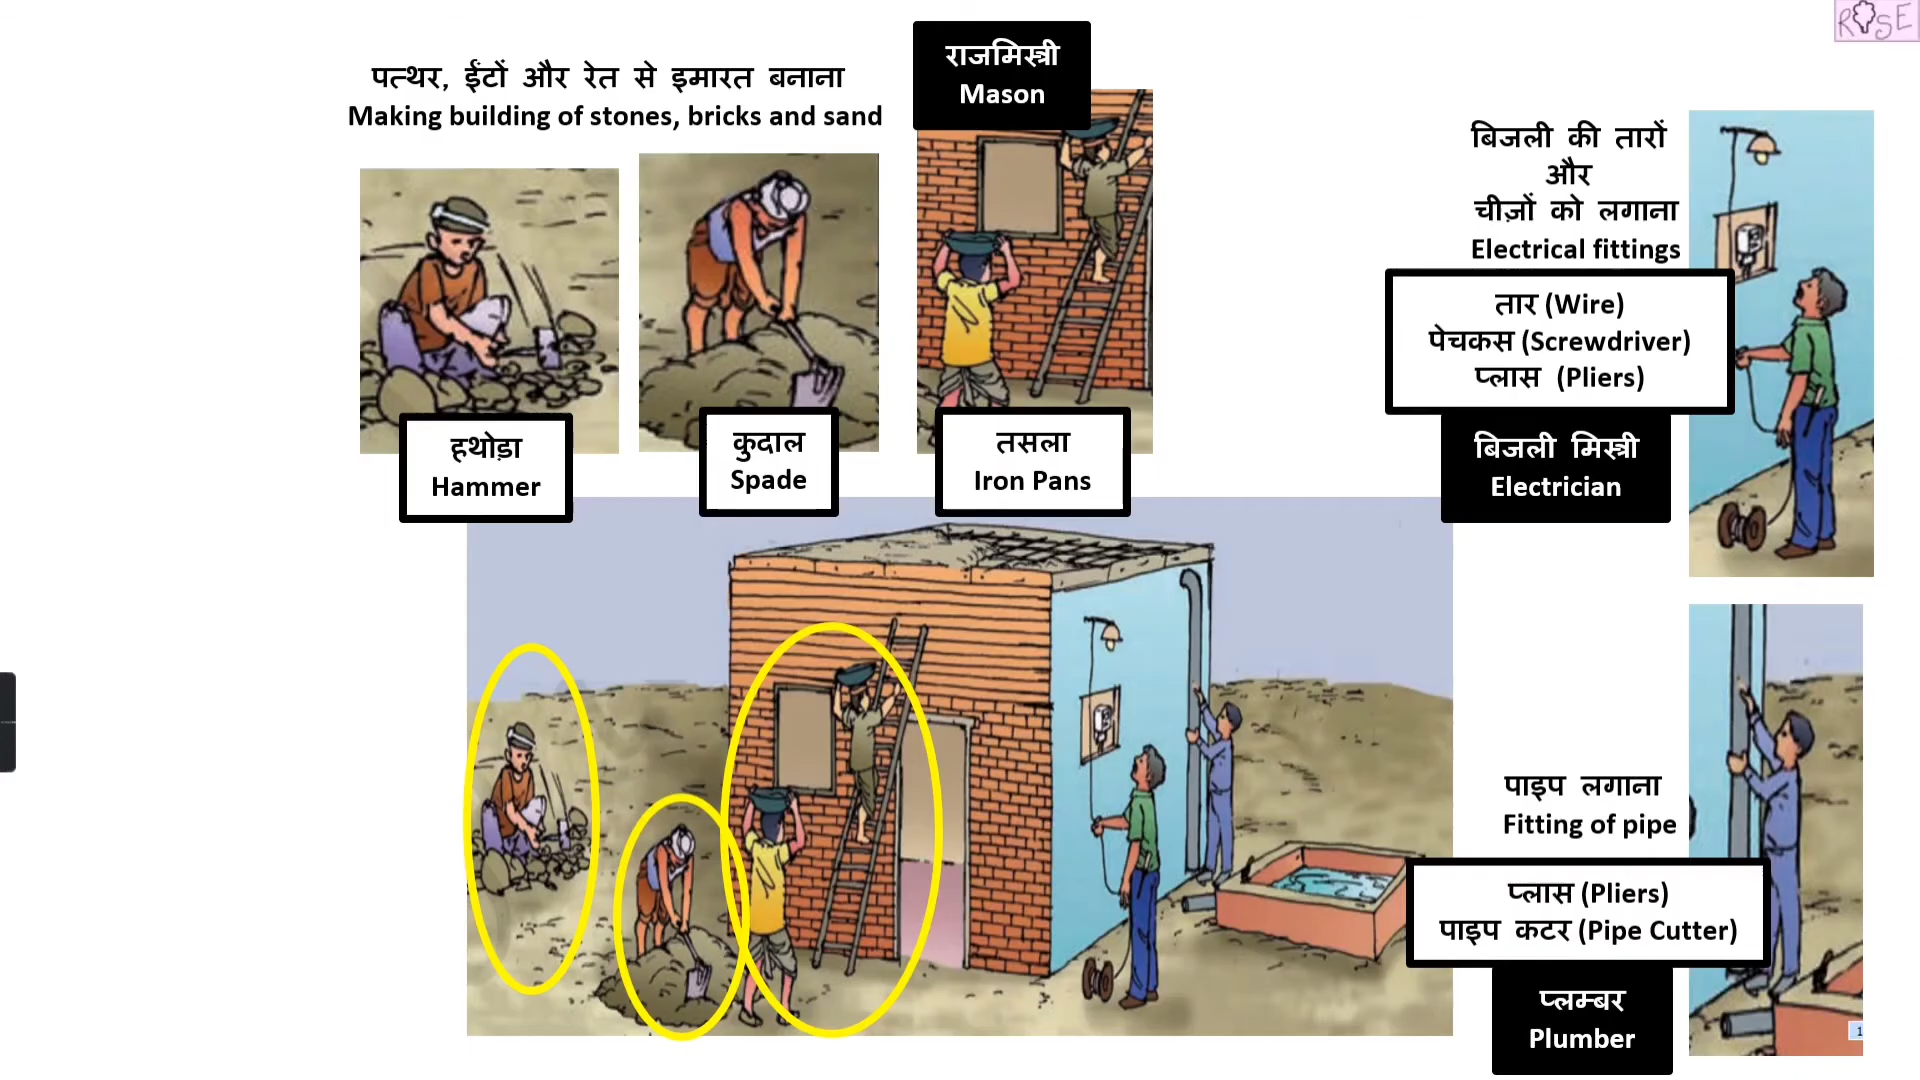 पत्थर, ईंटों और रेत से इमारत बनाना
Making building of stones, bricks and sand
राजमिस्त्री
Mason
हथोड़ा
Hammer
कुदाल
Spade
तसला
Iron Pans
बिजली की तारों
और
चीज़ों को लगाना
Electrical fittings
तार (Wire)
पेचकस (Screwdriver)
प्लास (Pliers)
बिजली मिस्त्री
Electrician
पाइप लगाना
Fitting of pipe
प्लास (Pliers)
पाइप कटर (Pipe Cutter)
प्लम्बर
Plumber
ROSE
1